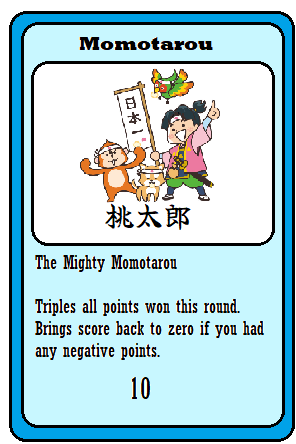 Momotarou
日本一
桃太郎
The Mighty Momotarou
Triples all points won this round.
Brings score back to zero if you had
any negative points.
10